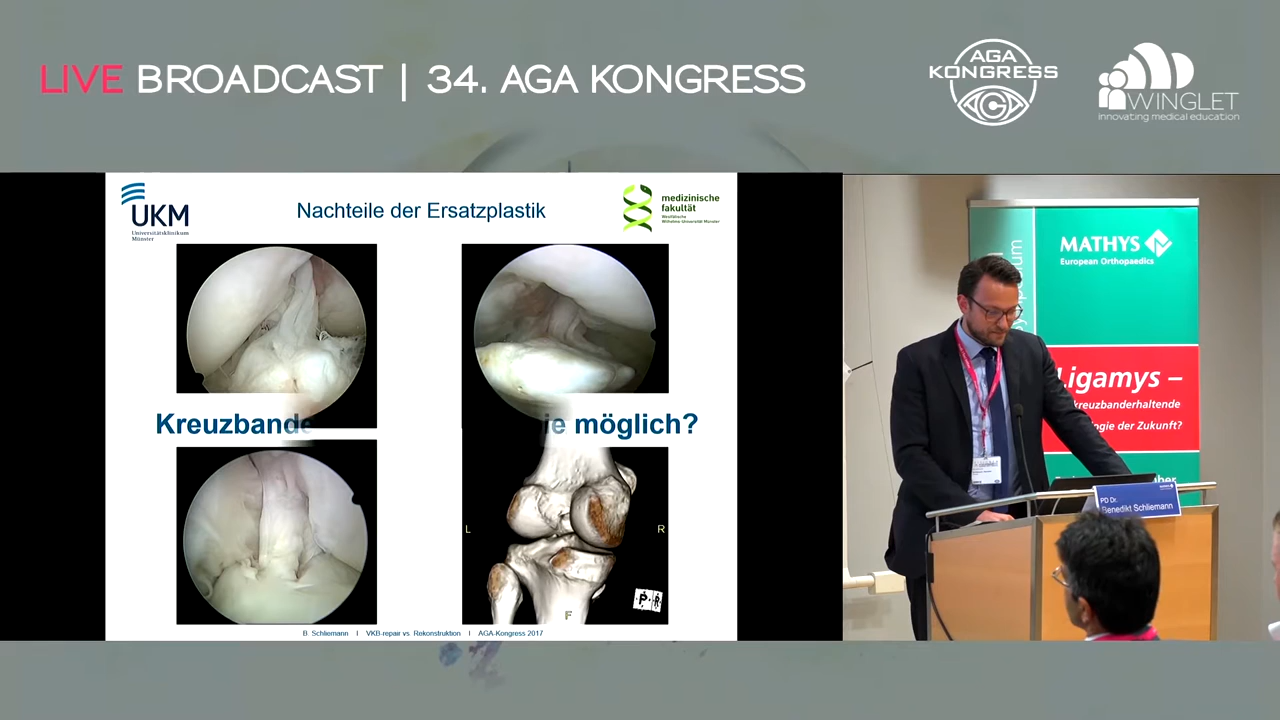 LIVE BROADCAST | 34. AGA KONGRESS
AGA
KONGRESS
AGA
WINGLET
innovating medical education
UKM
Universitätsklinikum
Münster
Nachteile der Ersatzplastik
medizinische
fakultät
Westfälische
Wilhelms-Universität Münster
Kreuzbande
ie möglich?
L
R
F
B. Schliemann I VKB-repair vs Rekonstruktion I AGA-Kongress 2017
MATHYS
European Orthopaedics
Ligamys –
kreuzbanderhaltende
gie der Zukunft?
PD Dr.
Benedikt Schliemann